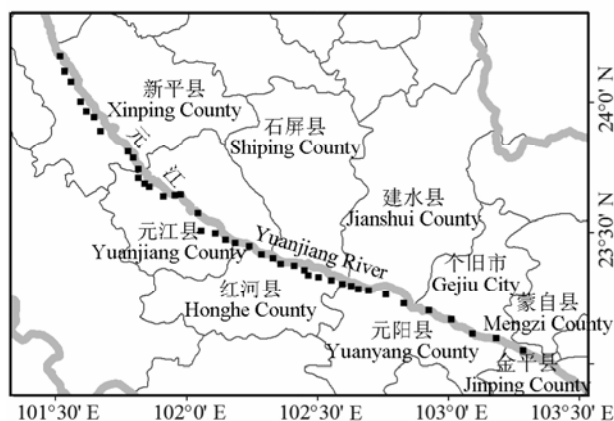 新平县
Xinping County
石屏县
Shiping County
元江
建水县
Jianshui County
元江县
Yuanjiang County
Yuanjiang River
个旧市
Gejiu City
红河县
Honghe County
蒙自县
Mengzi County
元阳县
Yuanyang County
金平县
Jinping County
24°0' N
23°30' N
101°30' E
102°0' E
102°30' E
103°0' E
103°30' E